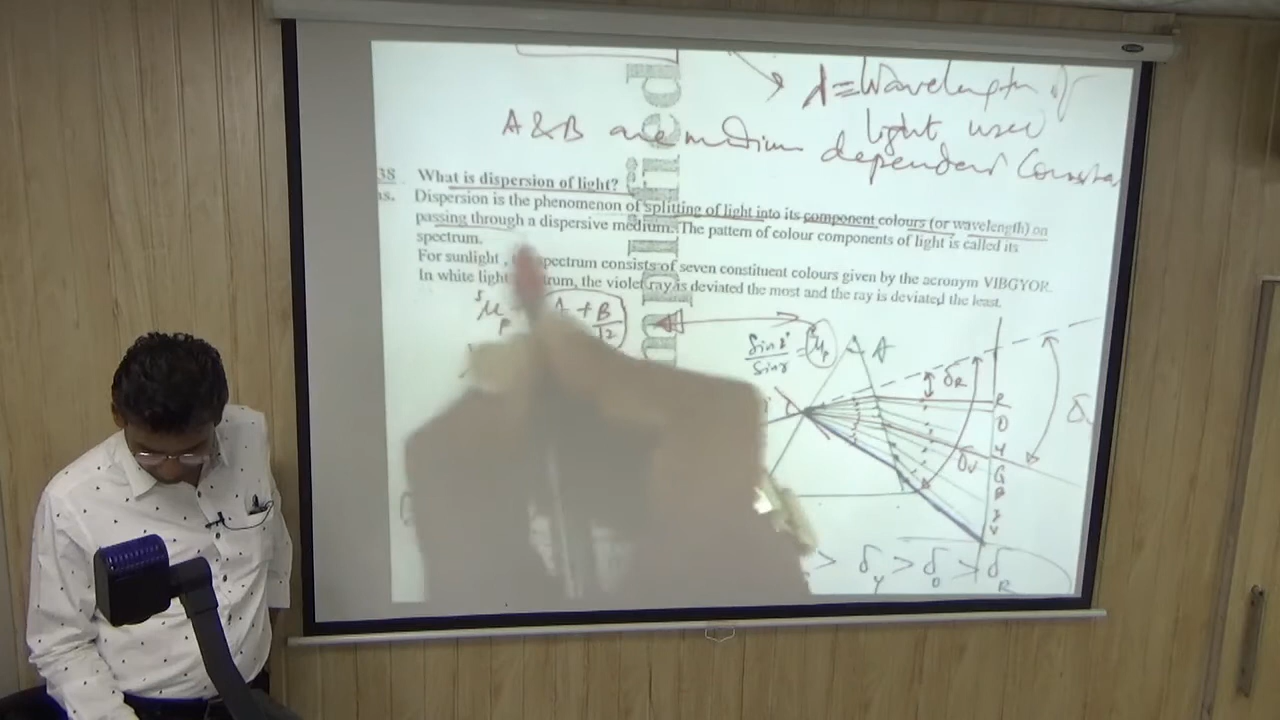 λ = Wavelength of
light used
A & B are medium dependent Consta
38 What is dispersion of light?
ns. Dispersion is the phenomenon of splitting of light into its component colours (or wavelength) on
passing through a dispersive medium. The pattern of colour components of light is called its
spectrum.
For sunlight, spectrum consists of seven constituent colours given by the acronym VIBGYOR.
In white light trum, the violet ray is deviated the most and the ray is deviated the least.
μ A + B
Sin i
Sin r
A
δR
R
O
Y
δV
G
B
I
V
> δY > δO > δR